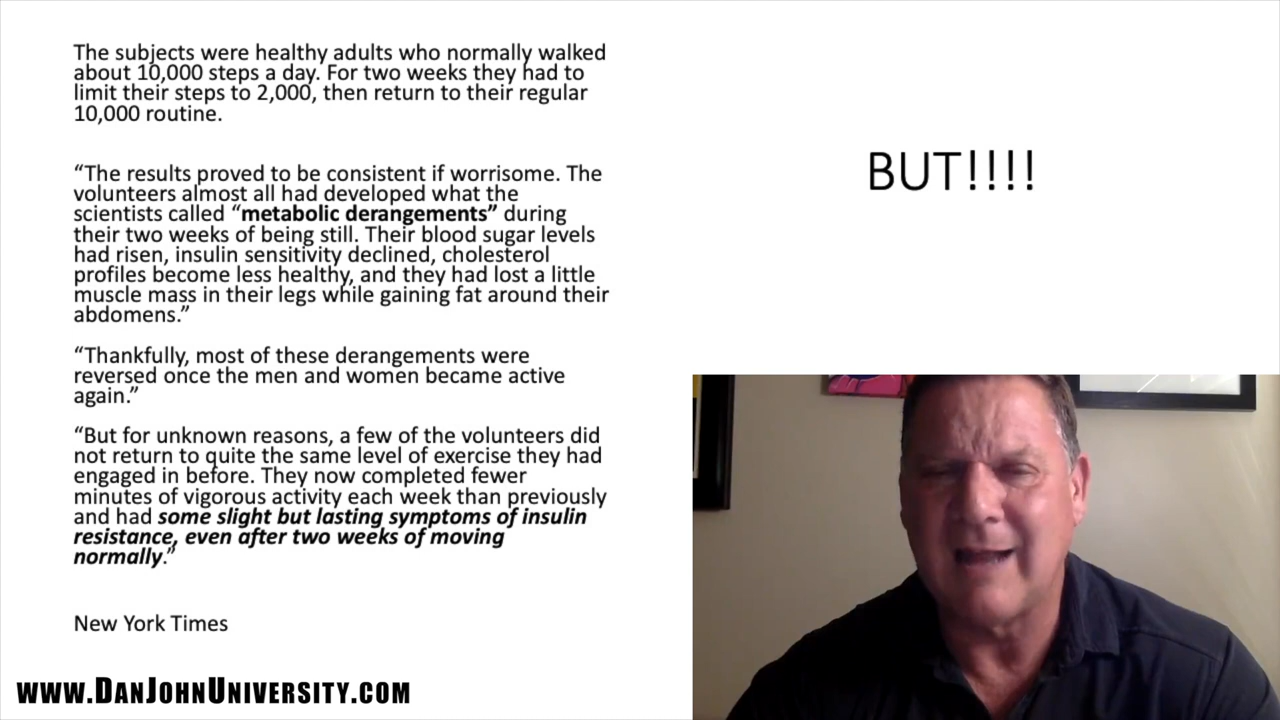 The subjects were healthy adults who normally walked
about 10,000 steps a day. For two weeks they had to
limit their steps to 2,000, then return to their regular
10,000 routine.
“The results proved to be consistent if worrisome. The
volunteers almost all had developed what the
scientists called “metabolic derangements” during
their two weeks of being still. Their blood sugar levels
had risen, insulin sensitivity declined, cholesterol
profiles become less healthy, and they had lost a little
muscle mass in their legs while gaining fat around their
abdomens.”
“Thankfully, most of these derangements were
reversed once the men and women became active
again.”
“But for unknown reasons, a few of the volunteers did
not return to quite the same level of exercise they had
engaged in before. They now completed fewer
minutes of vigorous activity each week than previously
and had some slight but lasting symptoms of insulin
resistance, even after two weeks of moving
normally.”
New York Times
BUT!!!!
www.DanJohnUniversity.com